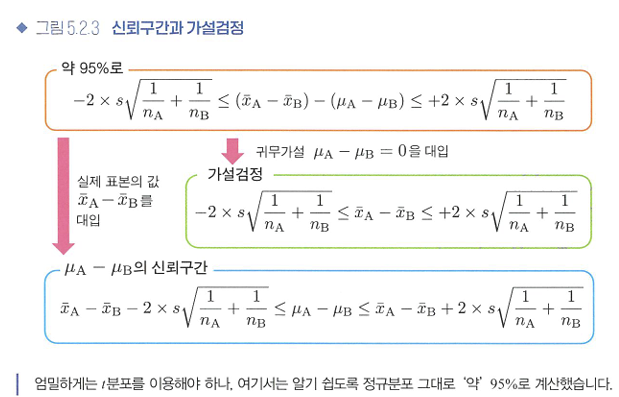 ◆ 그림 5.2.3 신뢰구간과 가설검정
약 95%로
$-2 \times s\sqrt{\frac{1}{n_A}+\frac{1}{n_B}} \le (\bar{x}_A - \bar{x}_B) - (\mu_A - \mu_B) \le +2 \times s\sqrt{\frac{1}{n_A}+\frac{1}{n_B}}$
귀무가설 $\mu_A - \mu_B = 0$을 대입
실제 표본의 값
$\bar{x}_A - \bar{x}_B$를
대입
가설검정
$-2 \times s\sqrt{\frac{1}{n_A}+\frac{1}{n_B}} \le \bar{x}_A - \bar{x}_B \le +2 \times s\sqrt{\frac{1}{n_A}+\frac{1}{n_B}}$
$\mu_A - \mu_B$의 신뢰구간
$\bar{x}_A - \bar{x}_B - 2 \times s\sqrt{\frac{1}{n_A}+\frac{1}{n_B}} \le \mu_A - \mu_B \le \bar{x}_A - \bar{x}_B + 2 \times s\sqrt{\frac{1}{n_A}+\frac{1}{n_B}}$
엄밀하게는 t분포를 이용해야 하나, 여기서는 알기 쉽도록 정규분포 그대로 ‘약’ 95%로 계산했습니다.